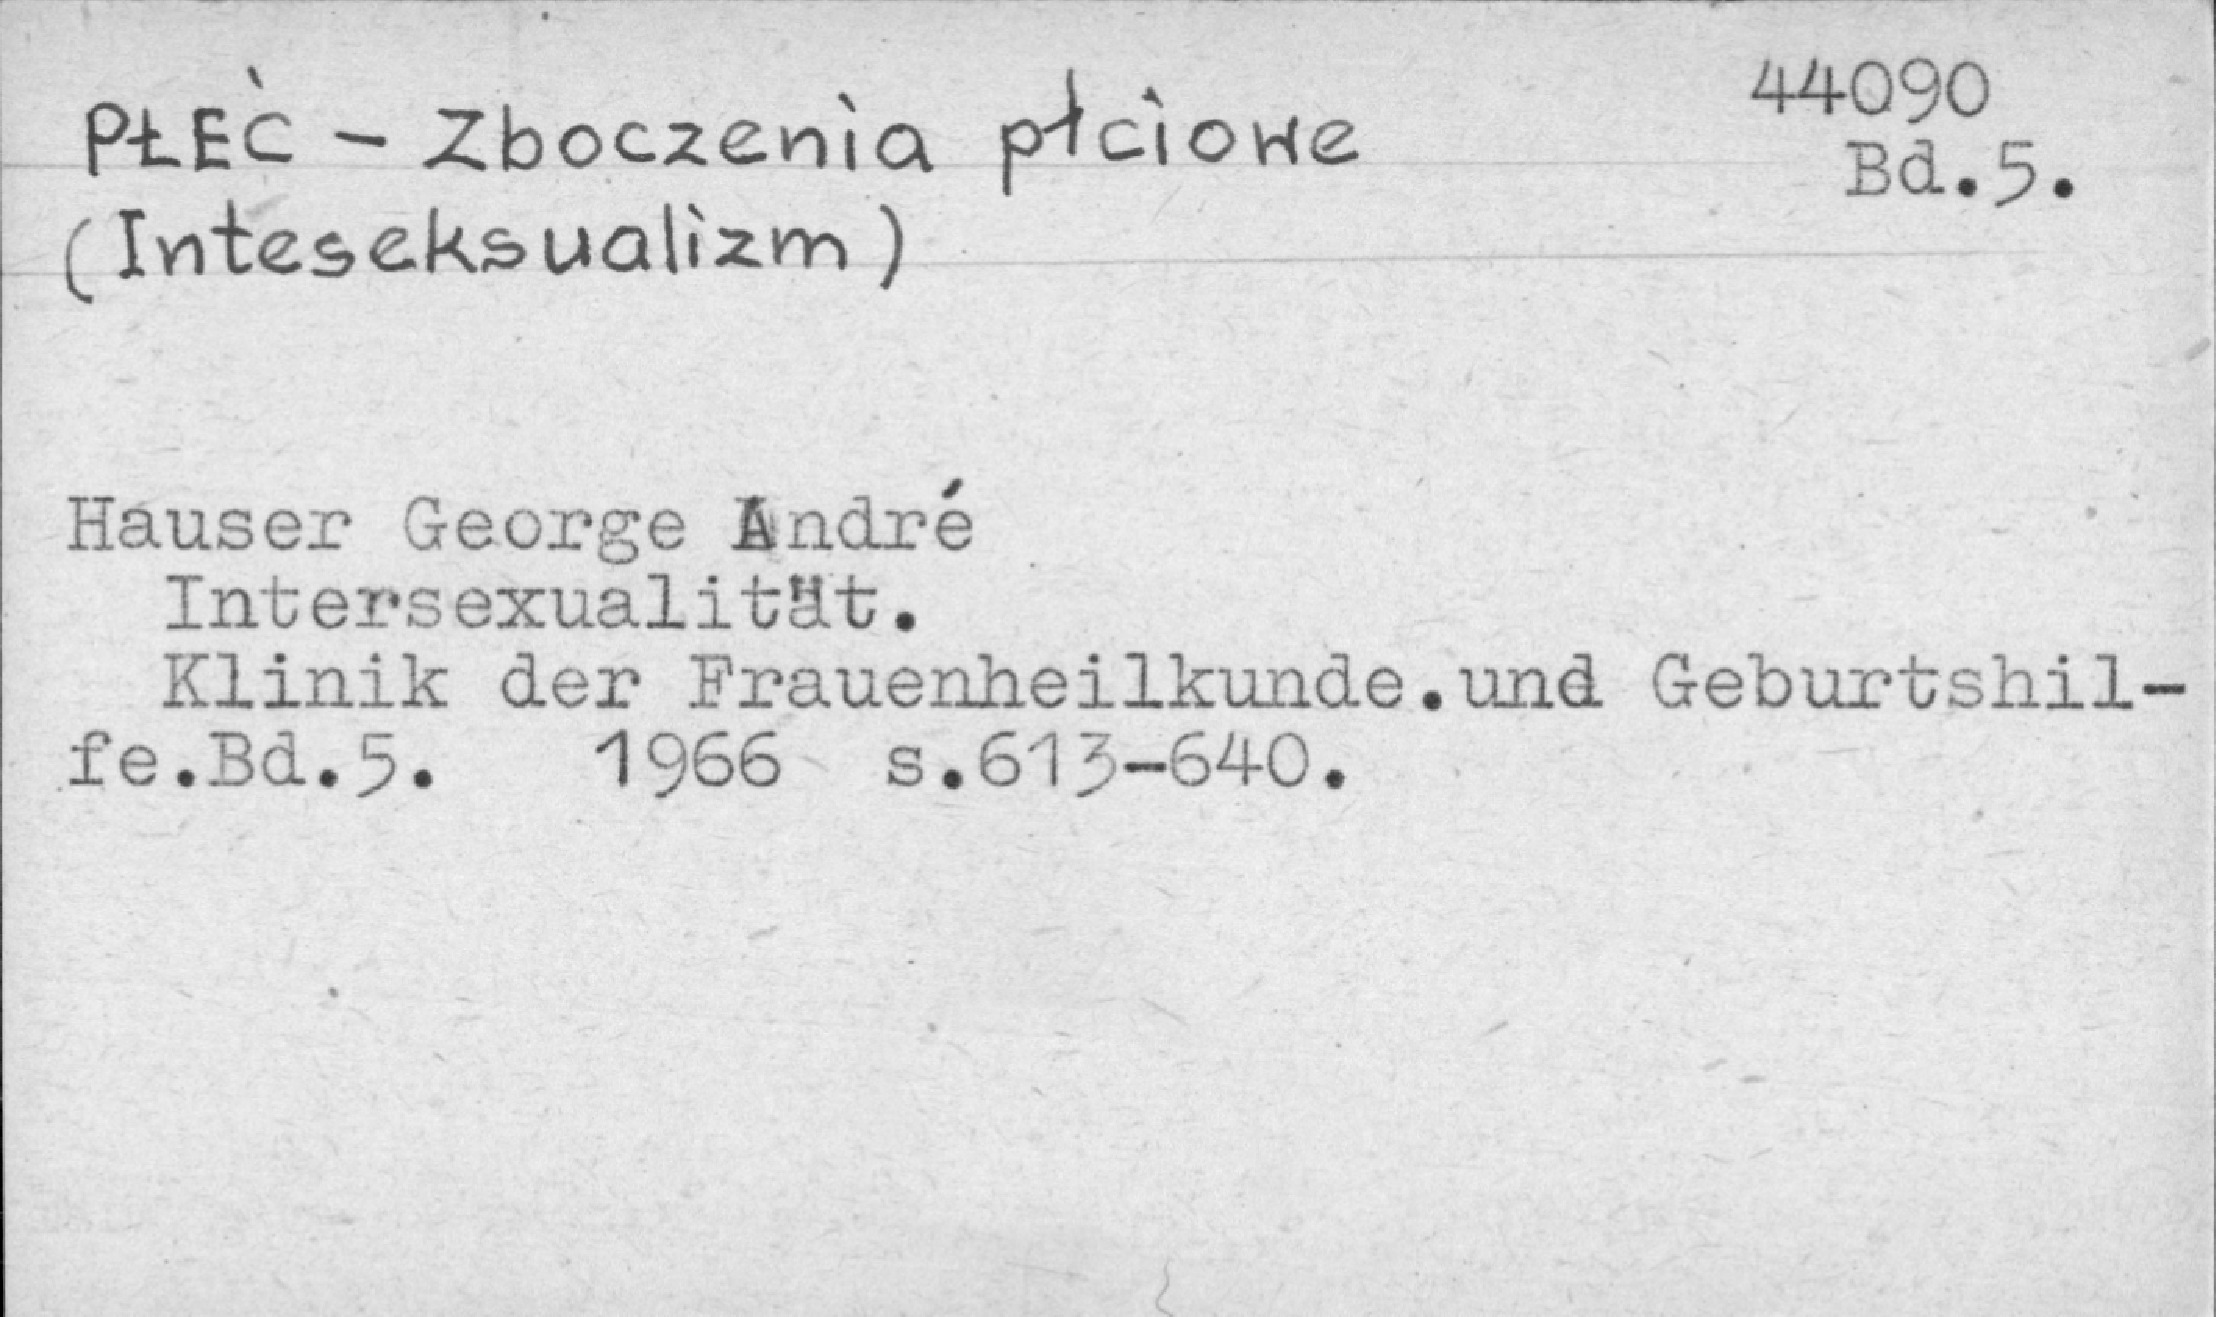 PŁEĆ - Zboczenia płciowe
44090
Bd.5.
(Inteseksualizm)
Hauser George André
Intersexualität.
Klinik der Frauenheilkunde.und Geburtshil-
fe.Bd.5. 1966 s.613-640.